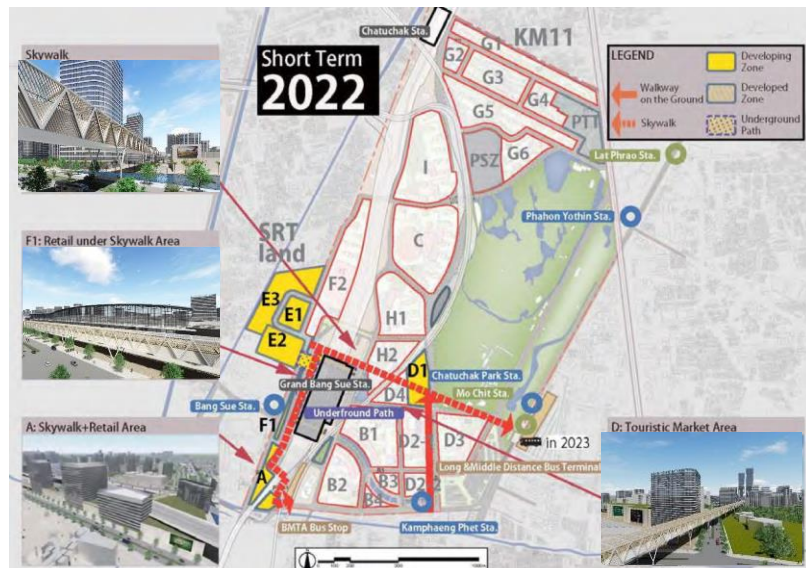 Skywalk
F1: Retail under Skywalk Area
A: Skywalk+Retail Area
Short Term
2022
Chatuchak Sta.
KM11
G1
G2
G3
G4
G5
G6
PTT
PSZ
Lat Phrao Sta.
Phahon Yothin Sta.
I
C
SRT
land
F2
E3
E1
E2
H1
H2
D1
Chatuchak Park Sta.
Mo Chit Sta.
Grand Bang Sue Sta.
D4
Bang Sue Sta.
Underfround Path
F1
B1
D2
D3
in 2023
Long &Middle Distance Bus Terminal
A
B2
B3
B4
D2
2
BMTA Bus Stop
Kamphaeng Phet Sta.
LEGEND
Walkway
on the Ground
Skywalk
Developing
Zone
Developed
Zone
Underground
Path
D: Touristic Market Area